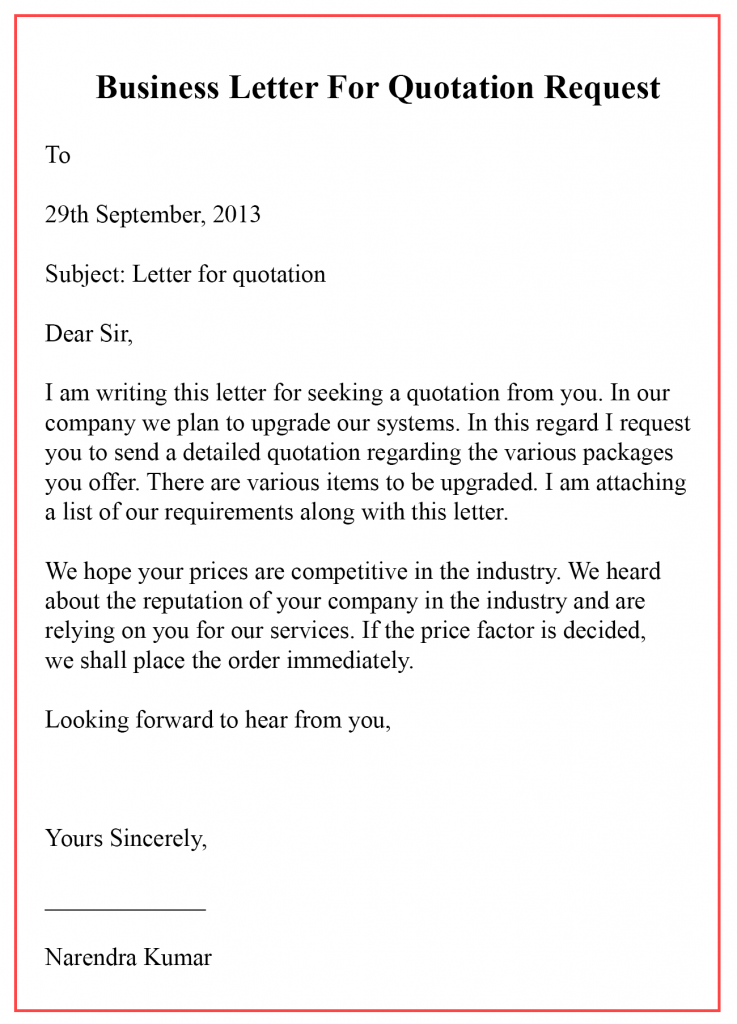 Business Letter For Quotation Request
To
29th September, 2013
Subject: Letter for quotation
Dear Sir,
I am writing this letter for seeking a quotation from you. In our
company we plan to upgrade our systems. In this regard I request
you to send a detailed quotation regarding the various packages
you offer. There are various items to be upgraded. I am attaching
a list of our requirements along with this letter.
We hope your prices are competitive in the industry. We heard
about the reputation of your company in the industry and are
relying on you for our services. If the price factor is decided,
we shall place the order immediately.
Looking forward to hear from you,
Yours Sincerely,
_____________
Narendra Kumar